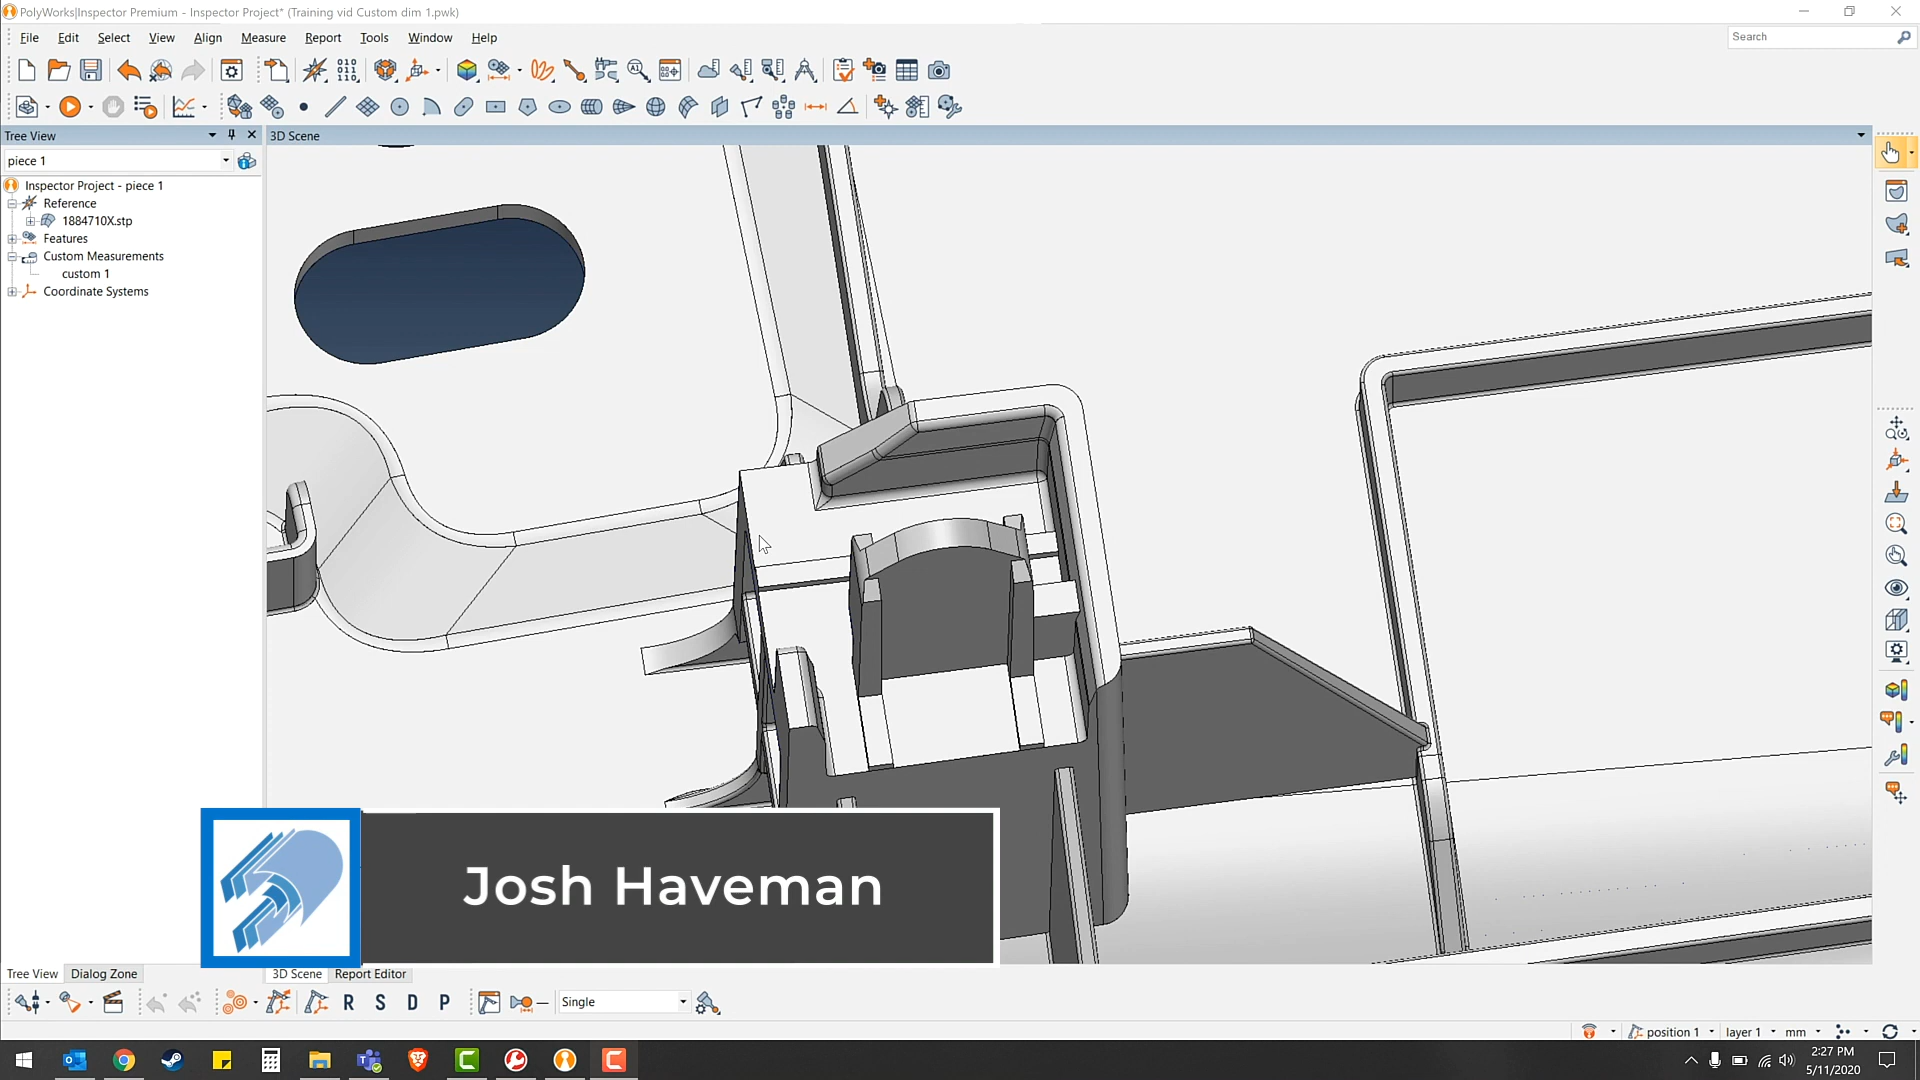 PolyWorks|Inspector Premium - Inspector Project* (Training vid Custom dim 1.pwk)
File Edit Select View Align Measure Report Tools Window Help
Search
Tree View
3D Scene
piece 1
Inspector Project - piece 1
Reference
1884710X.stp
Features
Custom Measurements
custom 1
Coordinate Systems
Josh Haveman
Tree View Dialog Zone 3D Scene Report Editor
R S D P Single
position 1 layer 1 mm
2:27 PM
5/11/2020